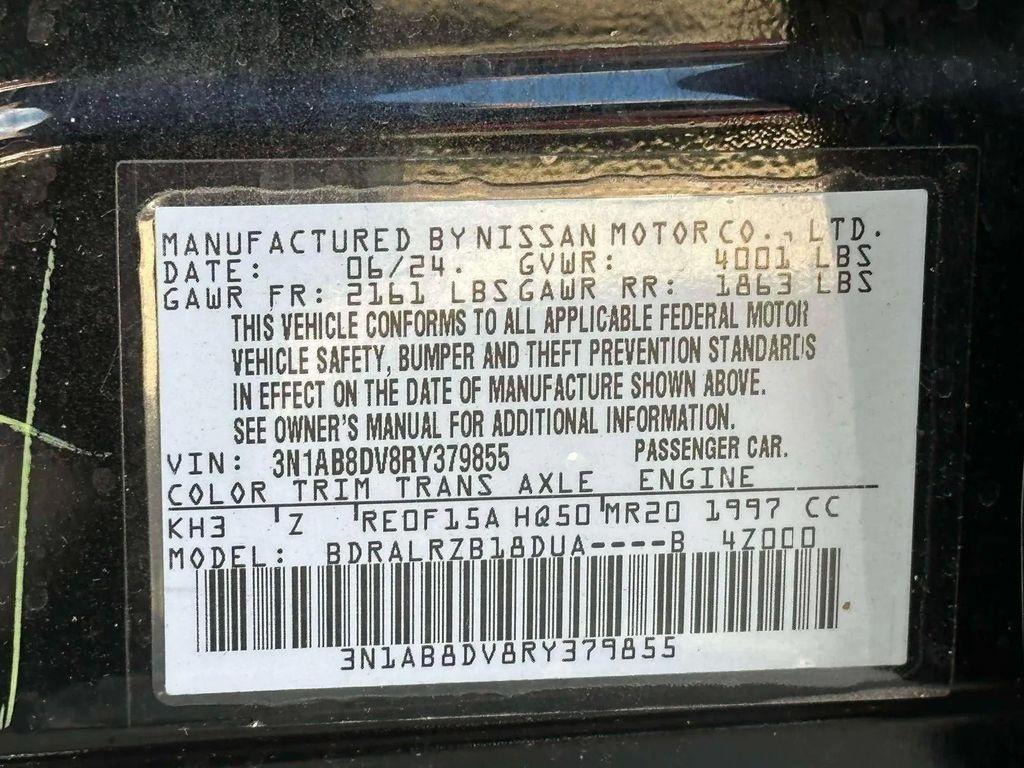 MANUFACTURED BY NISSAN MOTOR CO., LTD.
DATE: 06/24. GVWR: 4001 LBS
GAWR FR: 2161 LBS GAWR RR: 1863 LBS
THIS VEHICLE CONFORMS TO ALL APPLICABLE FEDERAL MOTOR
VEHICLE SAFETY, BUMPER AND THEFT PREVENTION STANDARDS
IN EFFECT ON THE DATE OF MANUFACTURE SHOWN ABOVE.
SEE OWNER'S MANUAL FOR ADDITIONAL INFORMATION.
VIN: 3N1AB8DV8RY379855 PASSENGER CAR.
COLOR TRIM TRANS AXLE ENGINE
KH3 Z RE0F15A HQ50 MR20 1997 CC
MODEL: BDRALRZB18DUA----B 4Z000
3N1AB8DV8RY379855